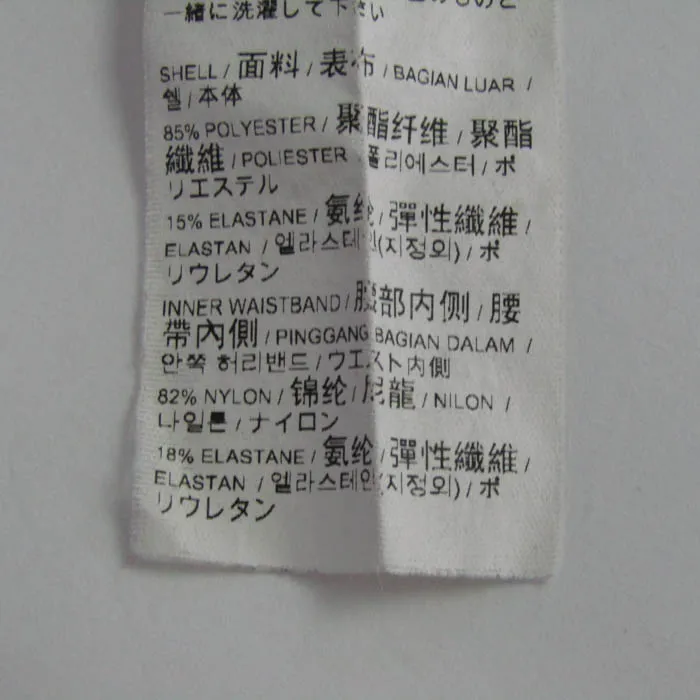 一緒に洗濯して下さい
SHELL / 面料 / 表布 / BAGIAN LUAR /
쉘 / 本体
85% POLYESTER / 聚酯纤维 / 聚酯
纖維 / POLIESTER / 폴리에스터 / ポ
リエステル
15% ELASTANE / 氨纶 / 彈性纖維 /
ELASTAN / 엘라스테인(지정외) / ポ
リウレタン
INNER WAISTBAND / 腰部内侧 / 腰
帶內側 / PINGGANG BAGIAN DALAM /
안쪽 허리밴드 / ウエスト内側
82% NYLON / 锦纶 / 尼龍 / NILON /
나일론 / ナイロン
18% ELASTANE / 氨纶 / 彈性纖維 /
ELASTAN / 엘라스테인(지정외) / ポ
リウレタン